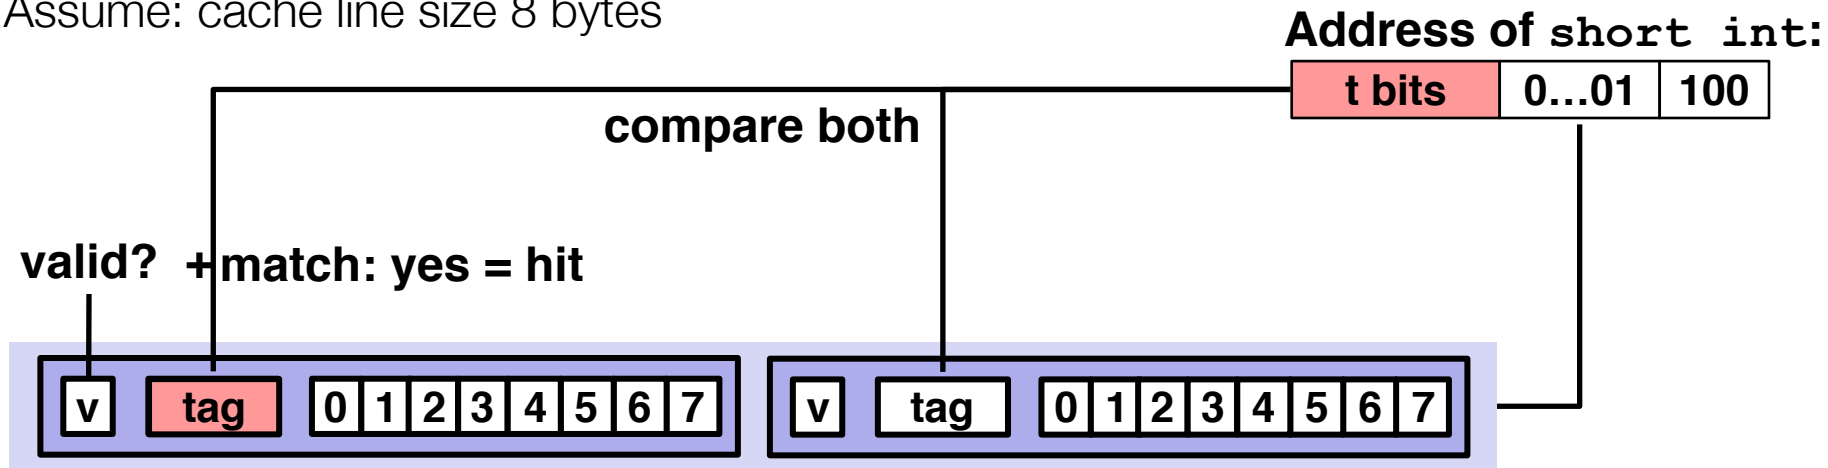 Assume: cache line size 8 bytes
Address of short int:
t bits 0...01 100
compare both
valid? + match: yes = hit
v tag 0 1 2 3 4 5 6 7 v tag 0 1 2 3 4 5 6 7